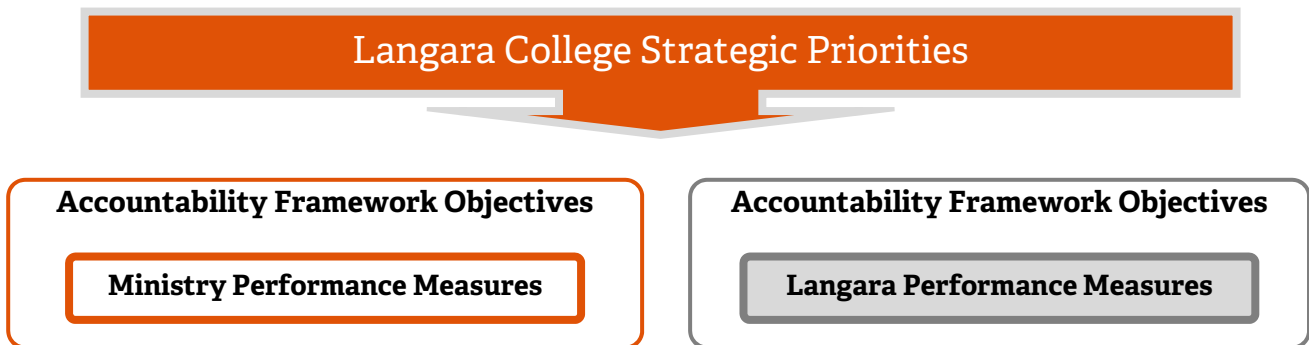 Langara College Strategic Priorities
Accountability Framework Objectives
Ministry Performance Measures
Accountability Framework Objectives
Langara Performance Measures